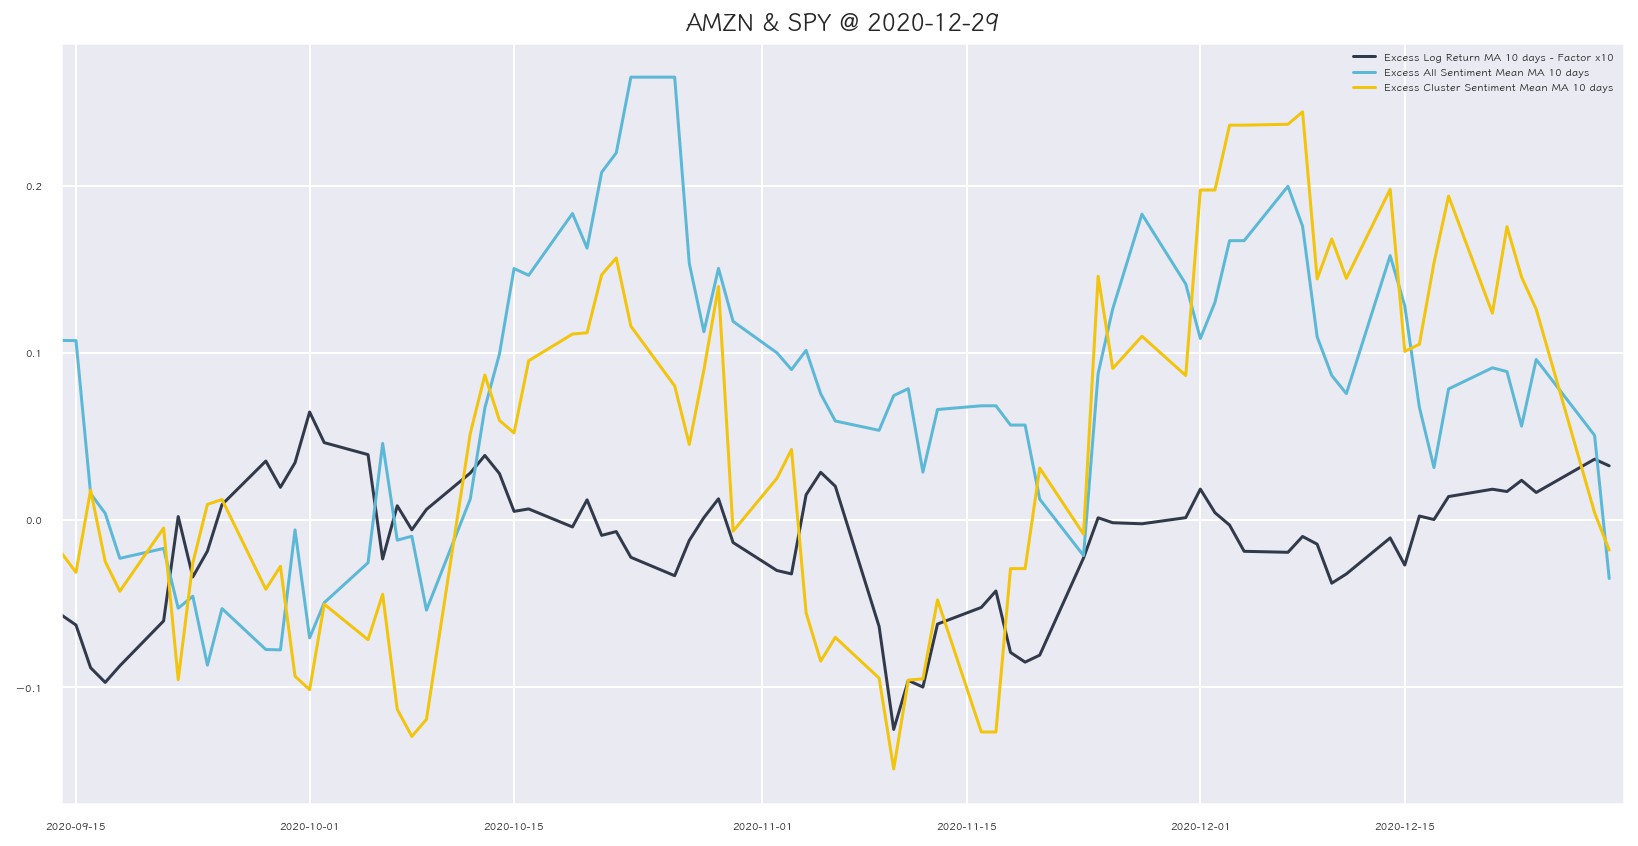 AMZN & SPY @ 2020-12-29
Excess Log Return MA 10 days - Factor x10
Excess All Sentiment Mean MA 10 days
Excess Cluster Sentiment Mean MA 10 days
0.2
0.1
0.0
−0.1
2020-09-15 2020-10-01 2020-10-15 2020-11-01 2020-11-15 2020-12-01 2020-12-15